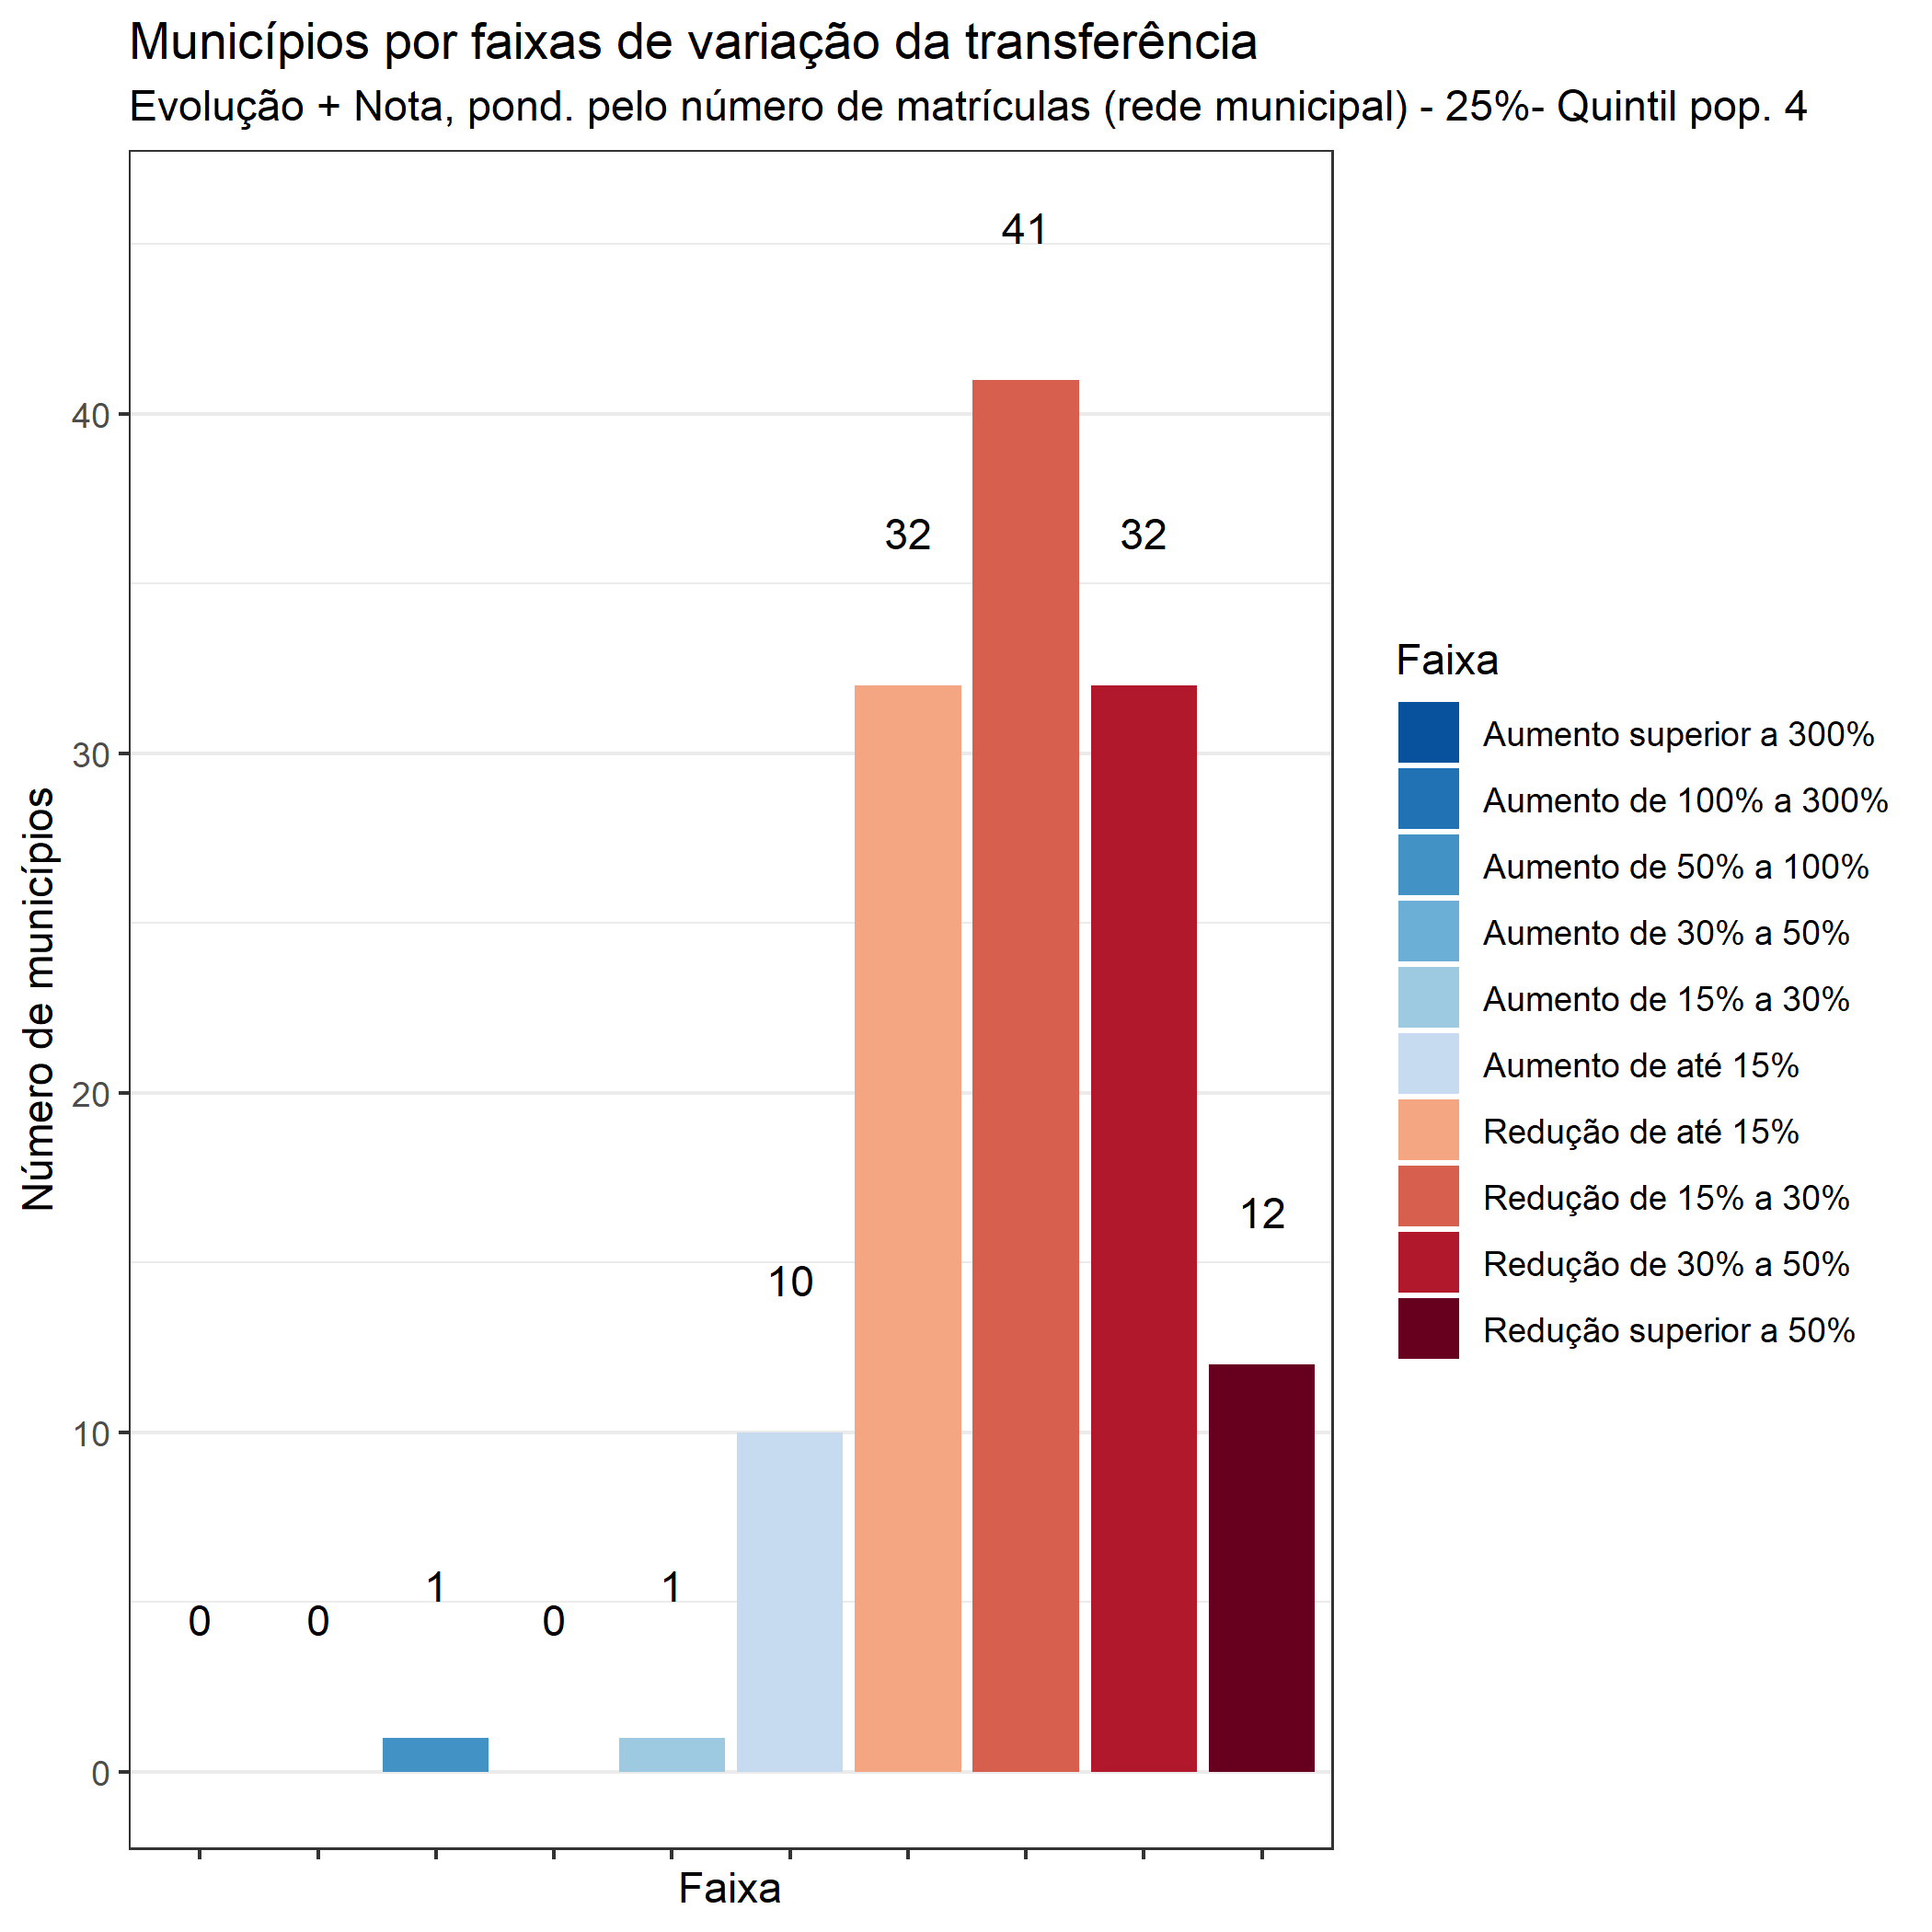 Municípios por faixas de variação da transferência
Evolução + Nota, pond. pelo número de matrículas (rede municipal) - 25%- Quintil pop. 4
Número de municípios
40
30
20
10
0
0
0
1
0
1
10
32
41
32
12
Faixa
Faixa
Aumento superior a 300%
Aumento de 100% a 300%
Aumento de 50% a 100%
Aumento de 30% a 50%
Aumento de 15% a 30%
Aumento de até 15%
Redução de até 15%
Redução de 15% a 30%
Redução de 30% a 50%
Redução superior a 50%